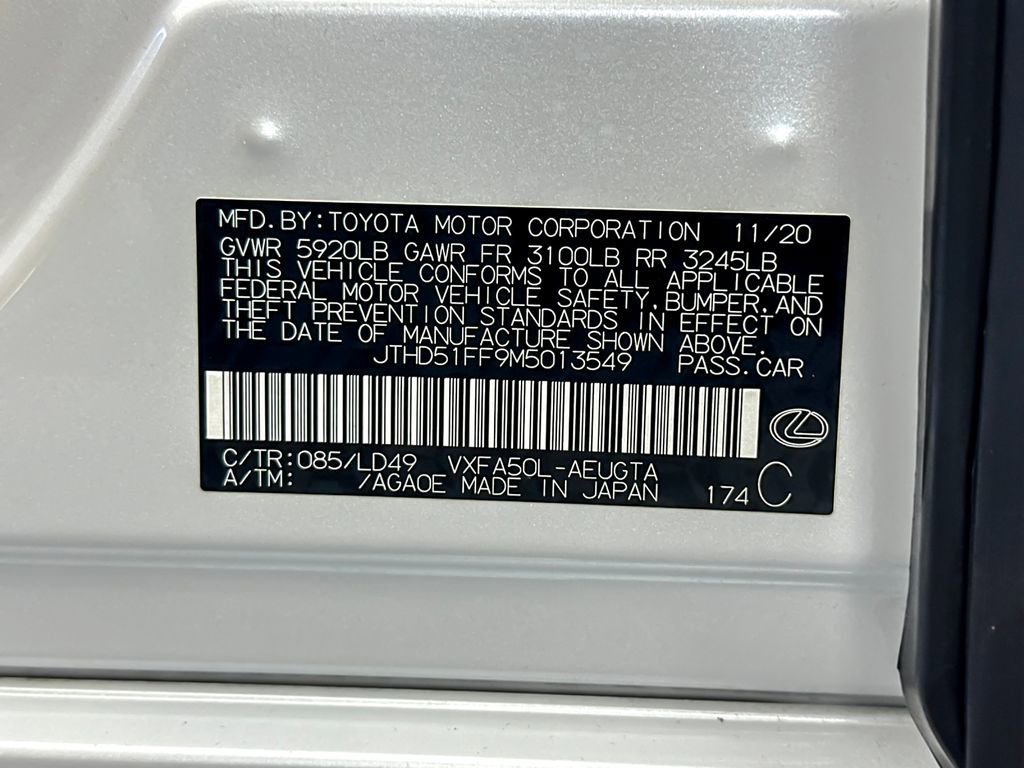 MFD.BY:TOYOTA MOTOR CORPORATION 11/20
GVWR 5920LB GAWR FR 3100LB RR 3245LB
THIS VEHICLE CONFORMS TO ALL APPLICABLE
FEDERAL MOTOR VEHICLE SAFETY,BUMPER,AND
THEFT PREVENTION STANDARDS IN EFFECT ON
THE DATE OF MANUFACTURE SHOWN ABOVE.
JTHD51FF9M5013549 PASS.CAR
C/TR:085/LD49 VXFA50L-AEUGTA
A/TM: /AGA0E MADE IN JAPAN 174 C